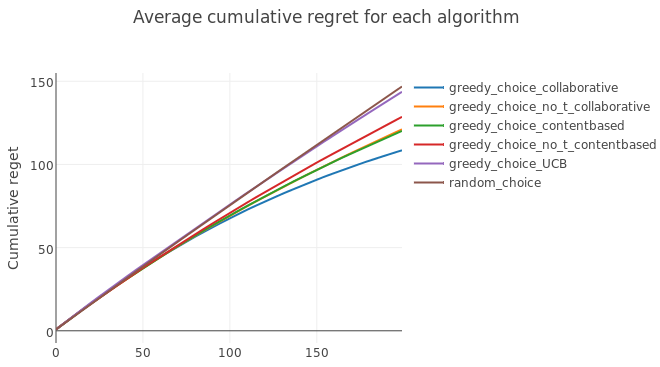 Average cumulative regret for each algorithm
Cumulative reget
150
100
50
0
0
50
100
150
greedy_choice_collaborative
greedy_choice_no_t_collaborative
greedy_choice_contentbased
greedy_choice_no_t_contentbased
greedy_choice_UCB
random_choice